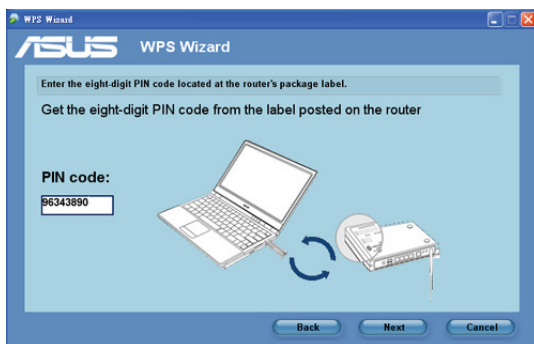 WPS Wizard
ASUS WPS Wizard
Enter the eight-digit PIN code located at the router's package label.
Get the eight-digit PIN code from the label posted on the router
PIN code:
96343890
Back Next Cancel